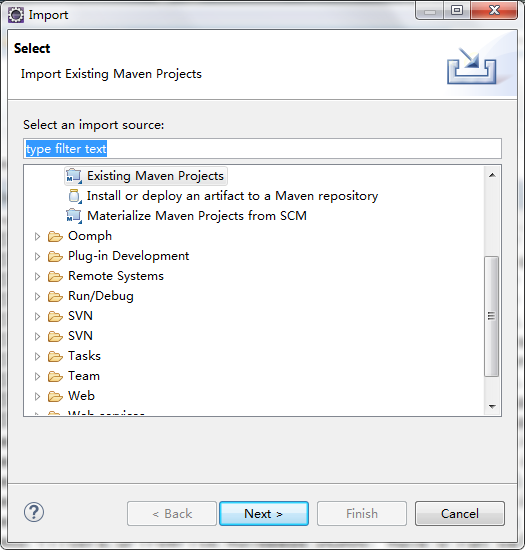 Import
Select
Import Existing Maven Projects
Select an import source:
type filter text
Existing Maven Projects
Install or deploy an artifact to a Maven repository
Materialize Maven Projects from SCM
Oomph
Plug-in Development
Remote Systems
Run/Debug
SVN
SVN
Tasks
Team
Web
Web services
?
< Back
Next >
Finish
Cancel